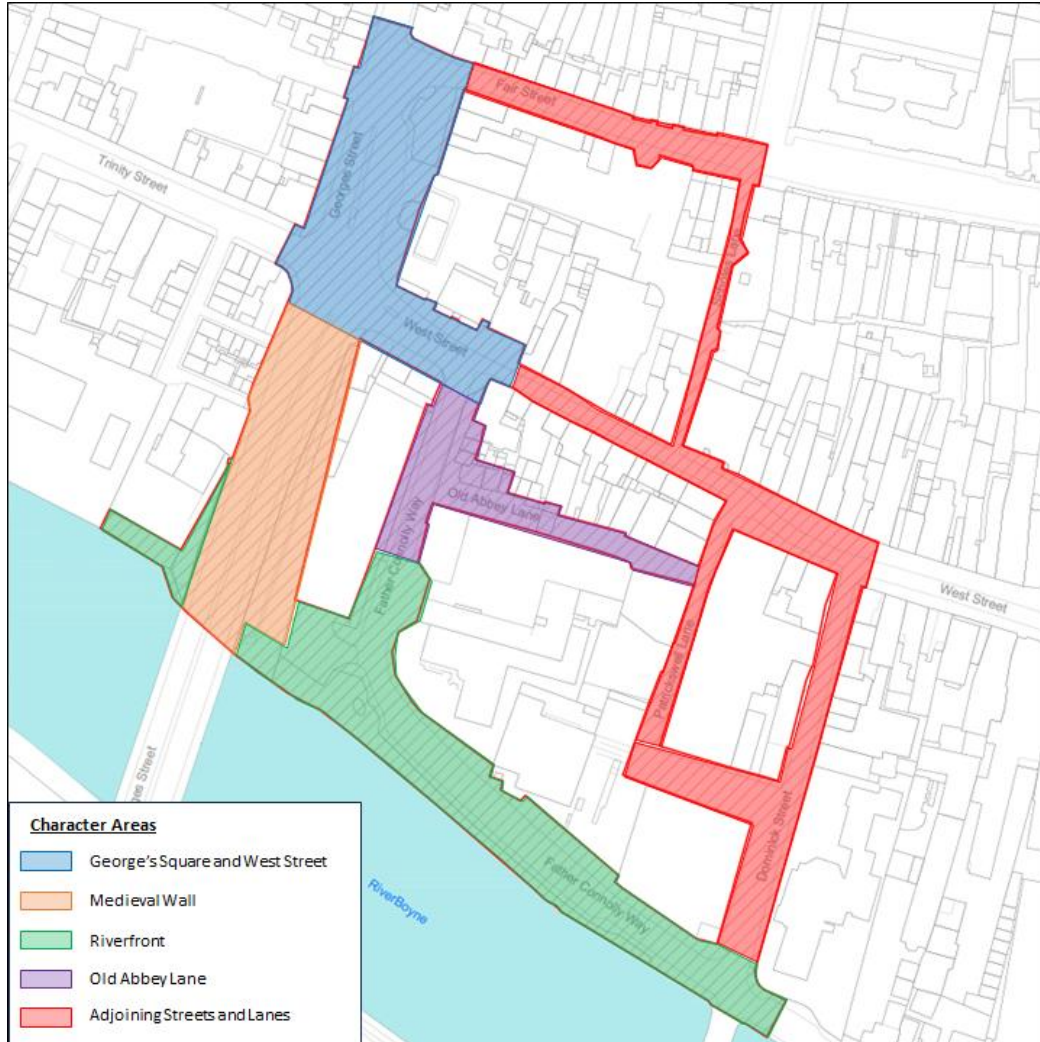 Fair Street
Georges Street
Trinity Street
West Street
Old Abbey Lane
Father Connolly Way
West Street
Patrickswell Lane
Dominick Street
Father Connolly Way
RiverBoyne
Street
Character Areas
George's Square and West Street
Medieval Wall
Riverfront
Old Abbey Lane
Adjoining Streets and Lanes